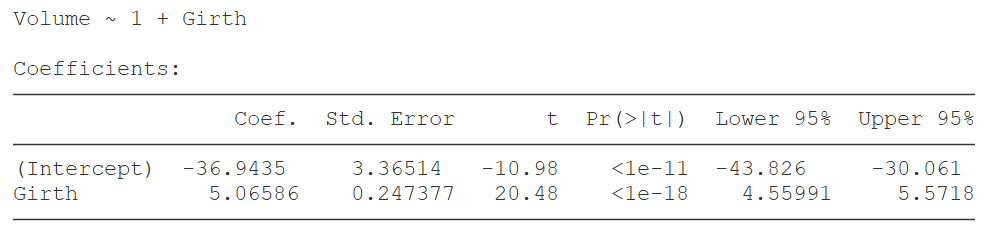 Volume ~ 1 + Girth
Coefficients:
Coef. Std. Error t Pr(>|t|) Lower 95% Upper 95%
(Intercept) -36.9435 3.36514 -10.98 <1e-11 -43.826 -30.061
Girth 5.06586 0.247377 20.48 <1e-18 4.55991 5.5718